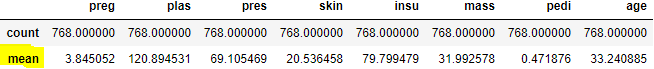 preg plas pres skin insu mass pedi age
count 768.000000 768.000000 768.000000 768.000000 768.000000 768.000000 768.000000 768.000000
mean 3.845052 120.894531 69.105469 20.536458 79.799479 31.992578 0.471876 33.240885